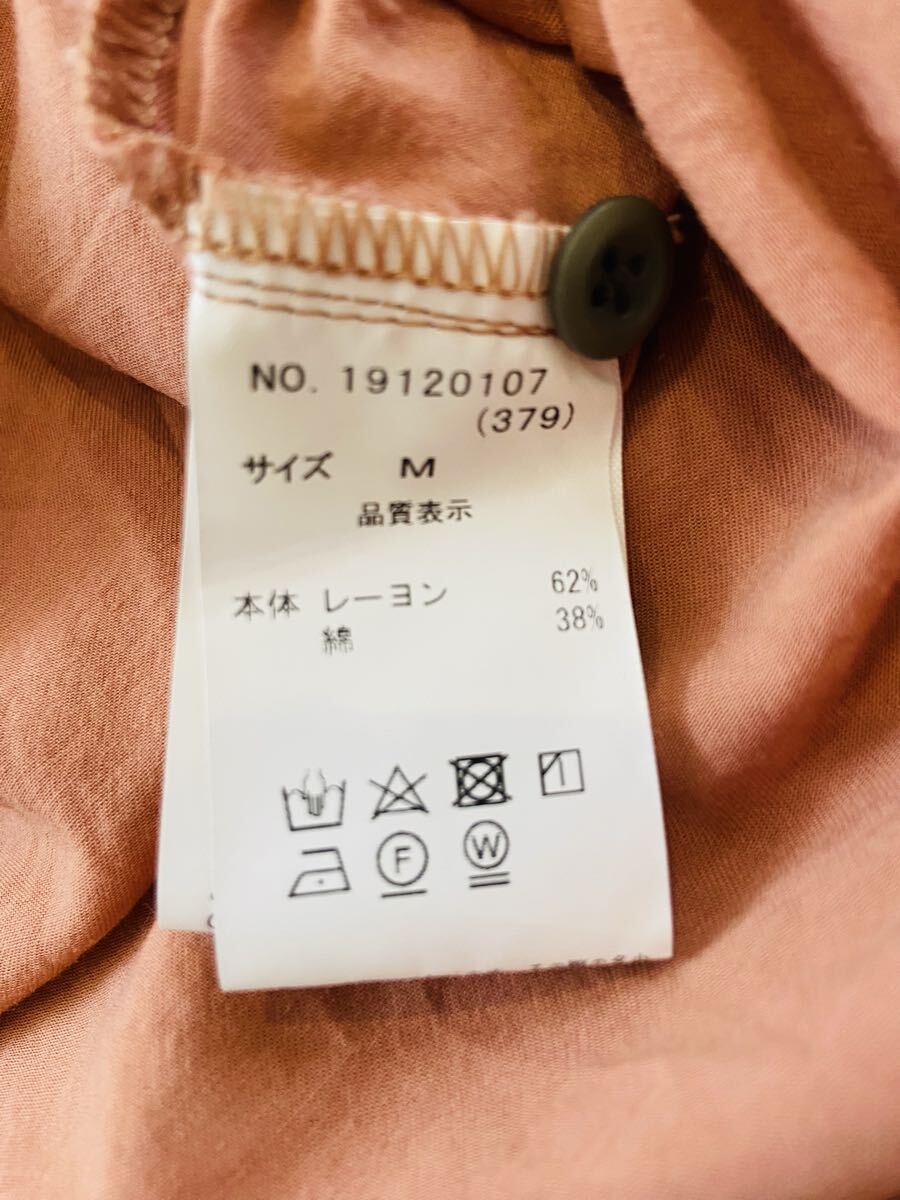 NO. 19120107
(379)
サイズ M
品質表示
本体 レーヨン 62%
綿 38%
F W